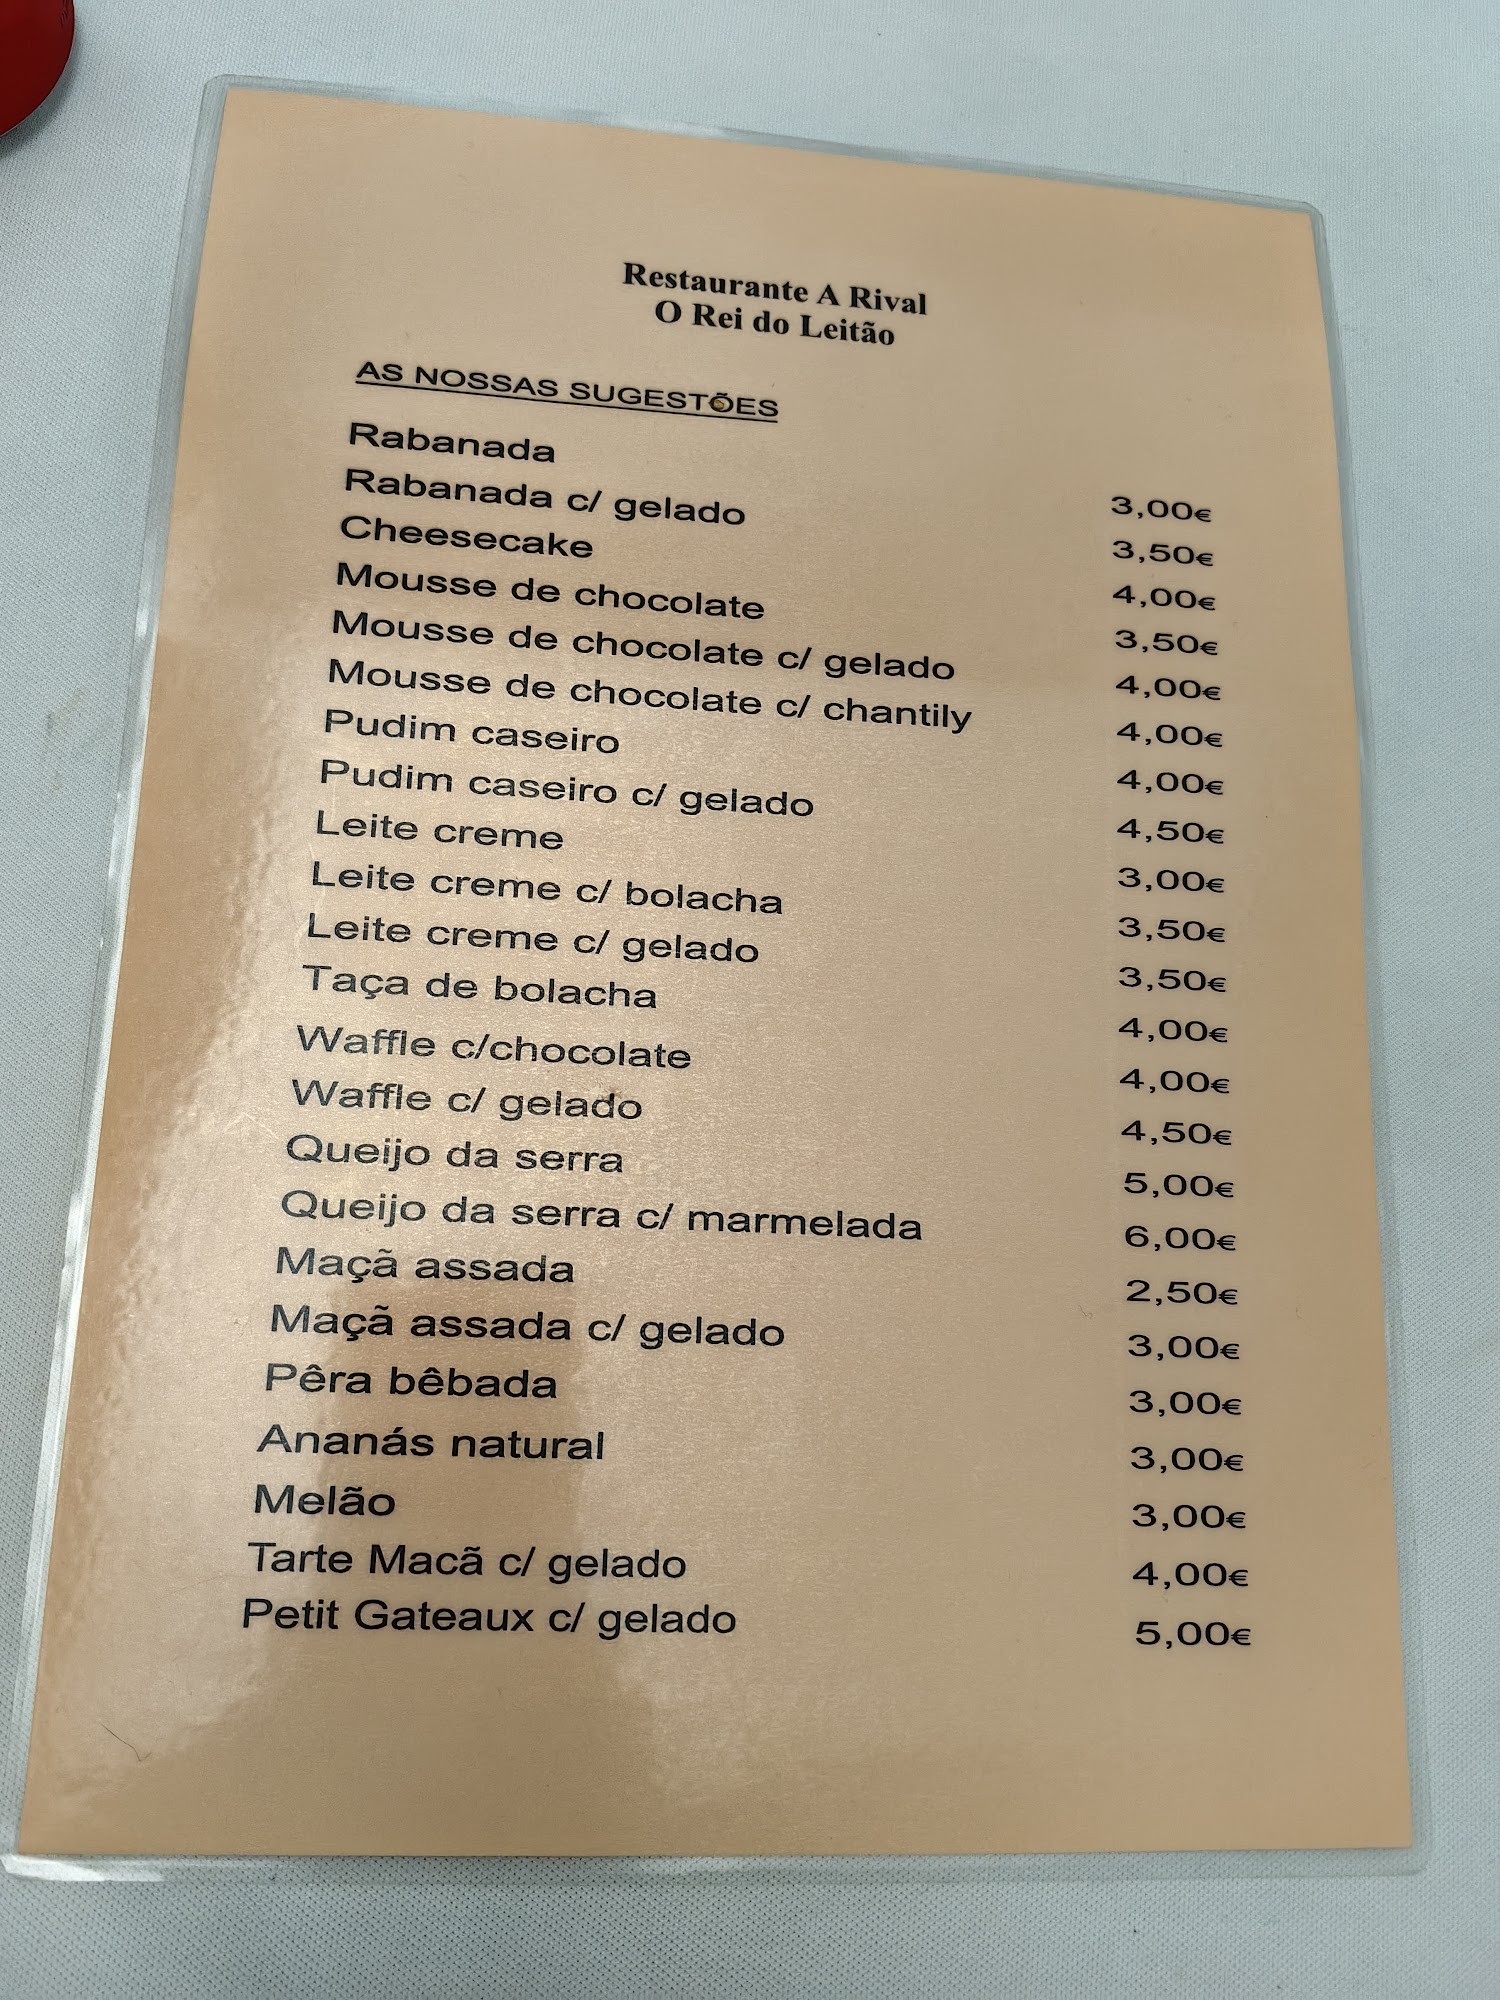 Restaurante A Rival
O Rei do Leitão
AS NOSSAS SUGESTÕES
Rabanada 3,00€
Rabanada c/ gelado 3,50€
Cheesecake 4,00€
Mousse de chocolate 3,50€
Mousse de chocolate c/ gelado 4,00€
Mousse de chocolate c/ chantily 4,00€
Pudim caseiro 4,00€
Pudim caseiro c/ gelado 4,50€
Leite creme 3,00€
Leite creme c/ bolacha 3,50€
Leite creme c/ gelado 3,50€
Taça de bolacha 4,00€
Waffle c/chocolate 4,00€
Waffle c/ gelado 4,50€
Queijo da serra 5,00€
Queijo da serra c/ marmelada 6,00€
Maçã assada 2,50€
Maçã assada c/ gelado 3,00€
Pêra bêbada 3,00€
Ananás natural 3,00€
Melão 3,00€
Tarte Macã c/ gelado 4,00€
Petit Gateaux c/ gelado 5,00€